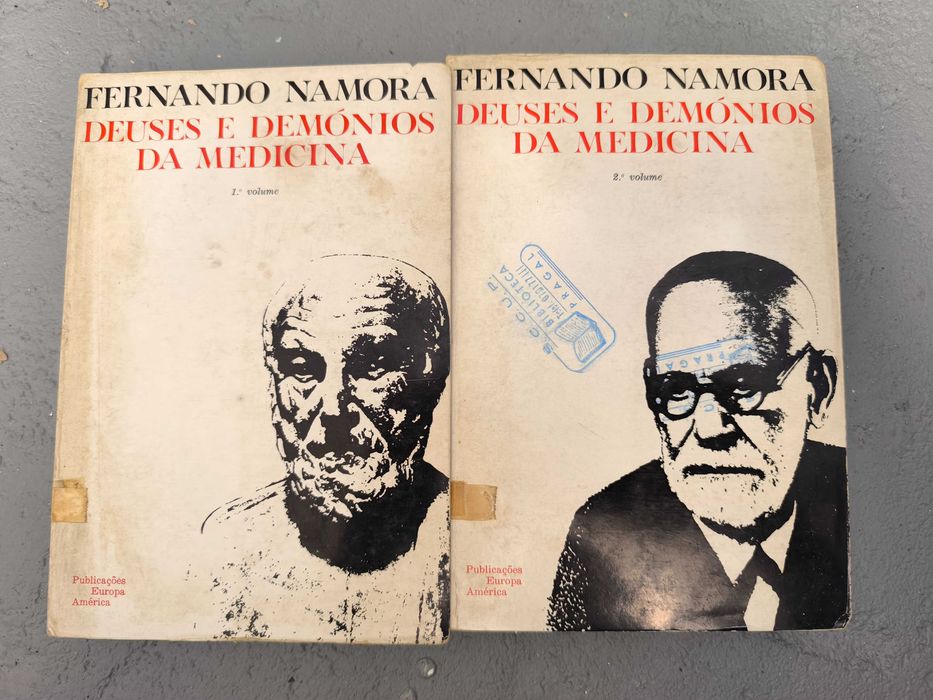 FERNANDO NAMORA
DEUSES E DEMÓNIOS
DA MEDICINA
1.º volume
Publicações
Europa
América
FERNANDO NAMORA
DEUSES E DEMÓNIOS
DA MEDICINA
2.º volume
S.C.C.U.P.
BIBLIOTECA
PRAGAL
PRAGAL
Publicações
Europa
América